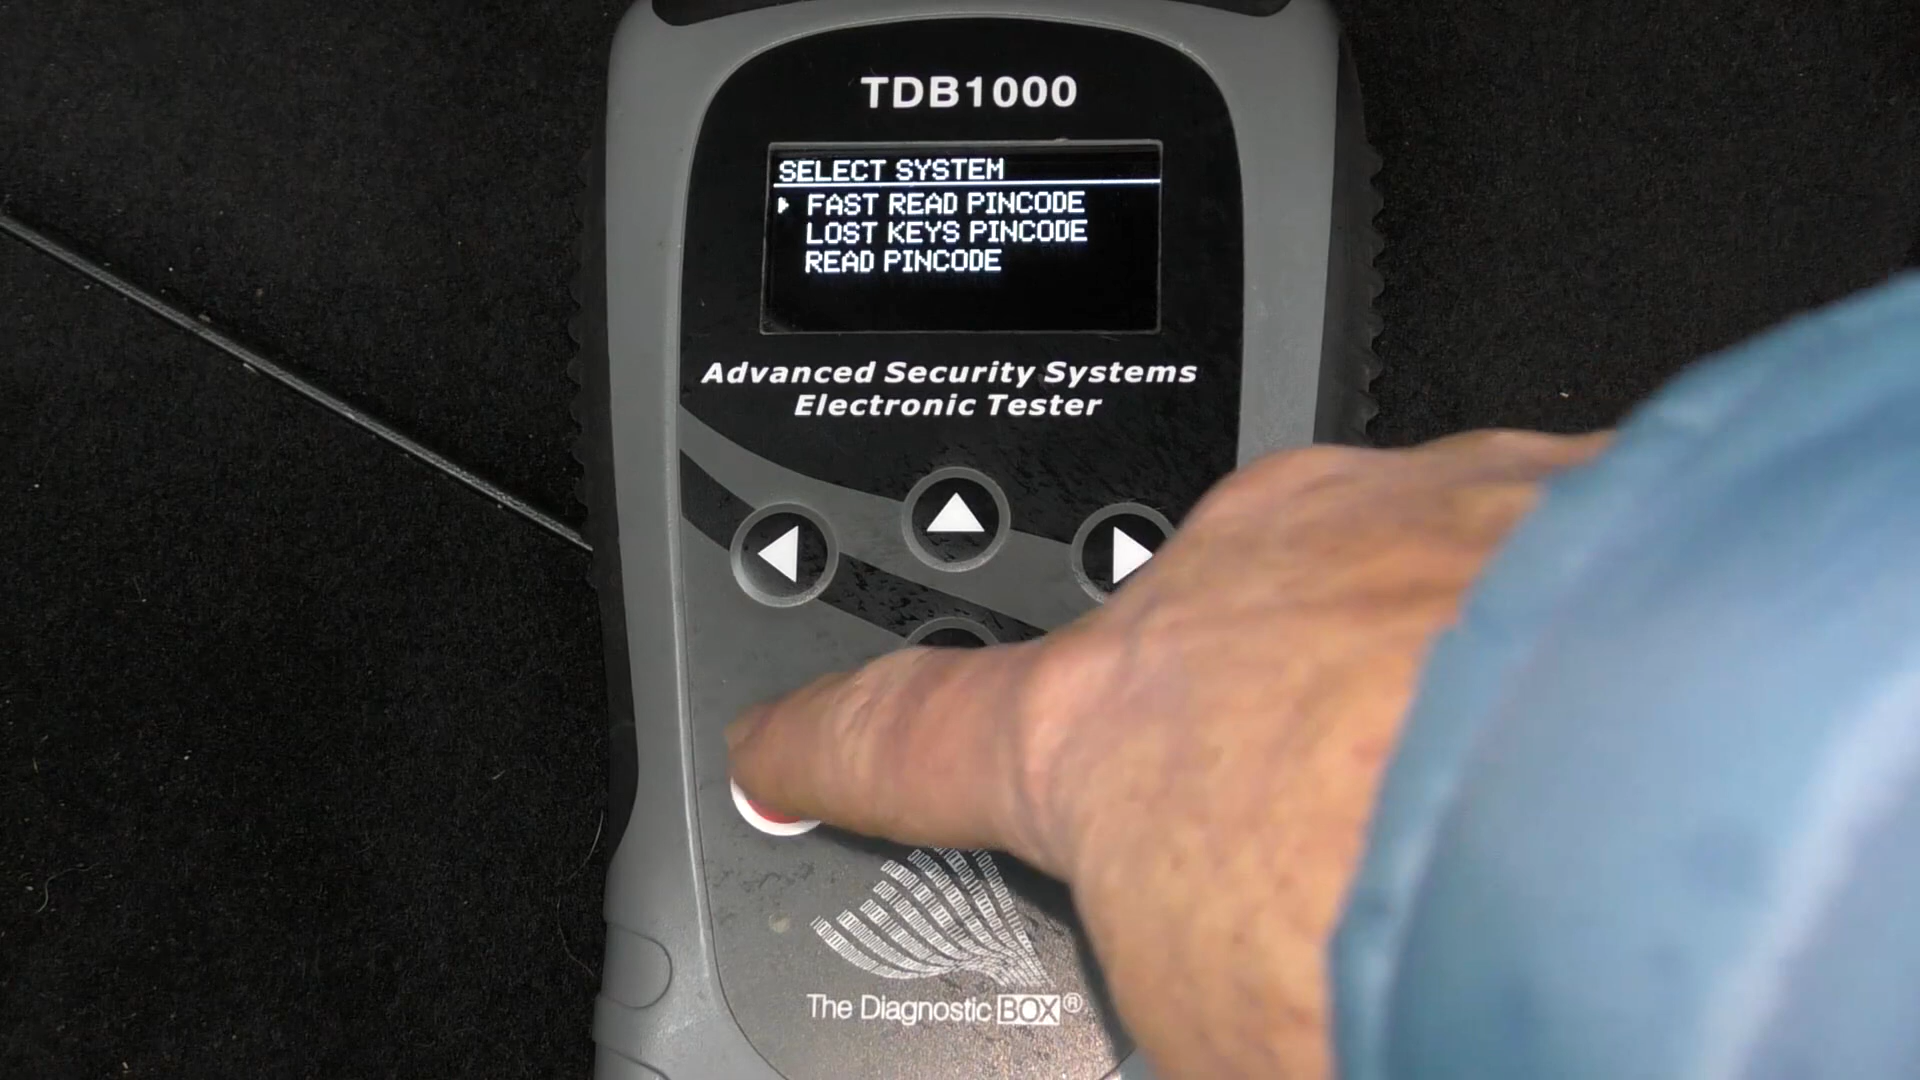 TDB1000
SELECT SYSTEM
FAST READ PINCODE
LOST KEYS PINCODE
READ PINCODE
Advanced Security Systems
Electronic Tester
The Diagnostic BOX®